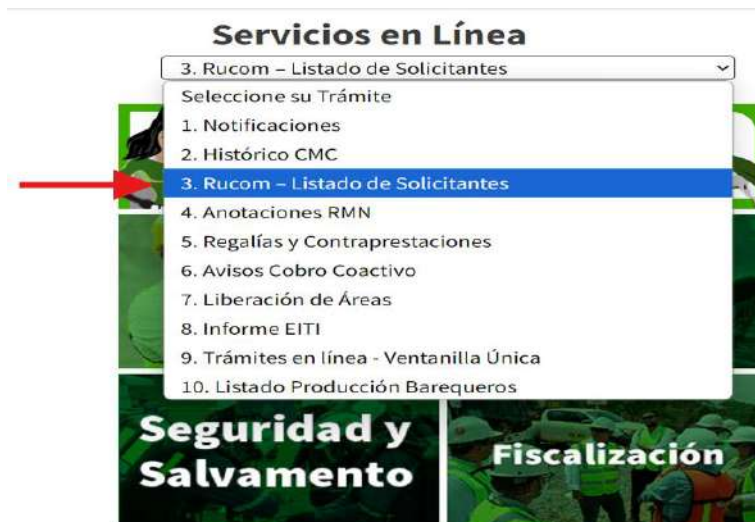 Servicios en Línea
3. Rucom – Listado de Solicitantes
Seleccione su Trámite
1. Notificaciones
2. Histórico CMC
3. Rucom – Listado de Solicitantes
4. Anotaciones RMN
5. Regalías y Contraprestaciones
6. Avisos Cobro Coactivo
7. Liberación de Áreas
8. Informe EITI
9. Trámites en línea - Ventanilla Única
10. Listado Producción Barequeros
Seguridad y
Salvamento
Fiscalización